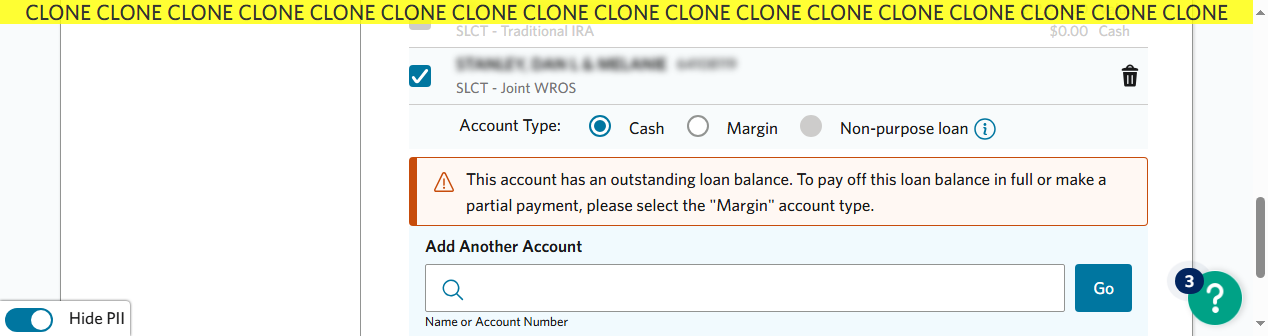 CLONE CLONE CLONE CLONE CLONE CLONE CLONE CLONE CLONE CLONE CLONE CLONE CLONE CLONE CLONE CLONE CLONE
SLCT - Traditional IRA $0.00 Cash
SLCT - Joint WROS
Account Type: Cash Margin Non-purpose loan
This account has an outstanding loan balance. To pay off this loan balance in full or make a
partial payment, please select the "Margin" account type.
Add Another Account
Go
Name or Account Number
3
?
Hide PII